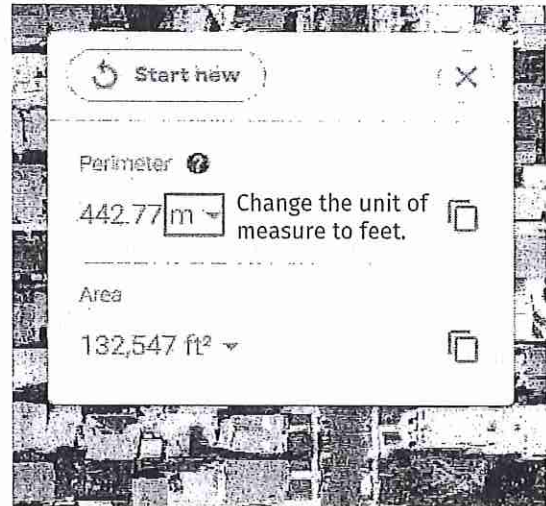 Start new
Perimeter
442.77 m Change the unit of
measure to feet.
Area
132,547 ft²